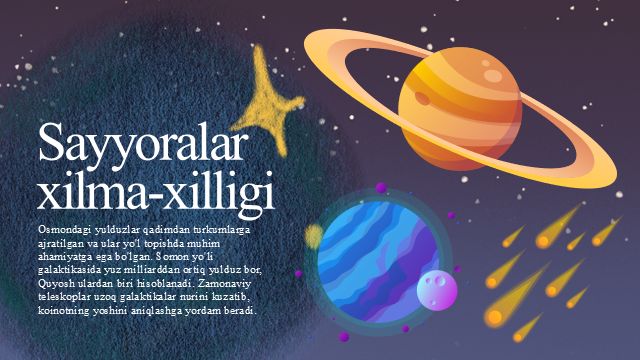 Sayyoralar
xilma-xilligi
Osmondagi yulduzlar qadimdan turkumlarga
ajratilgan va ular yo'l topishda muhim
ahamiyatga ega bo'lgan. Somon yo'li
galaktikasida yuz milliarddan ortiq yulduz bor,
Quyosh ulardan biri hisoblanadi. Zamonaviy
teleskoplar uzoq galaktikalar nurini kuzatib,
koinotning yoshini aniqlashga yordam beradi.